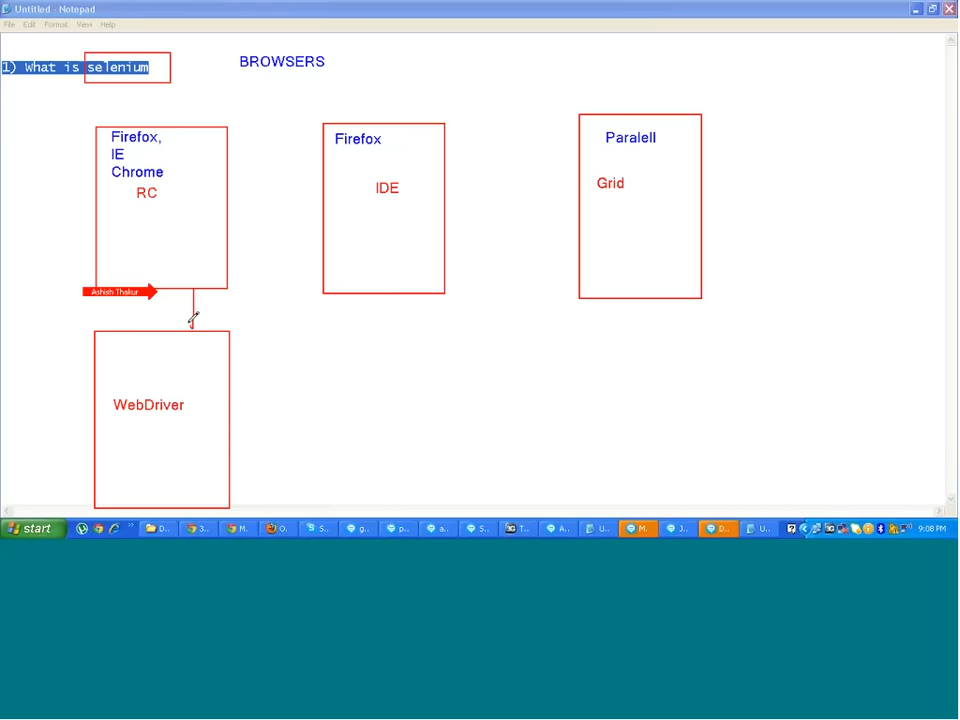 Untitled - Notepad
File Edit Format View Help
1) What is selenium
BROWSERS
Firefox,
IE
Chrome
RC
Firefox
IDE
Paralell
Grid
Ashish Thakur
WebDriver
start
D..
3..
M.
O.
S..
g..
p..
a..
S..
T..
A..
U..
M.
J..
D..
U..
9:08 PM